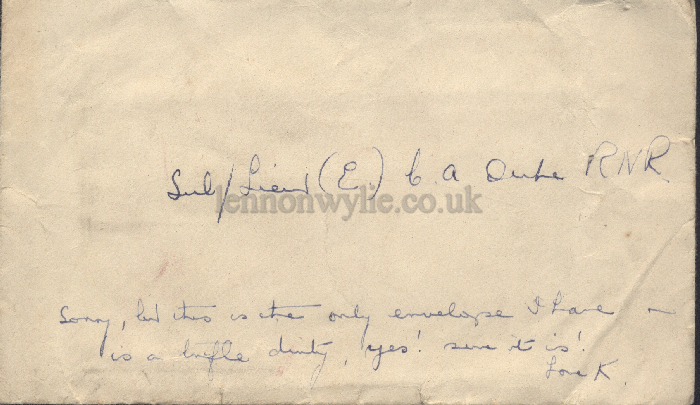 Sub/Lieut (E) C. A Duke RNR
lennonwylie.co.uk
Sorry, but this is the only envelope I have —
is a trifle dirty, yes! sure it is!
Love K.